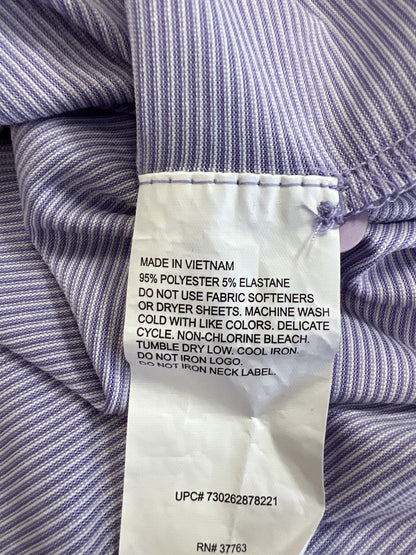 MADE IN VIETNAM
95% POLYESTER 5% ELASTANE
DO NOT USE FABRIC SOFTENERS
OR DRYER SHEETS. MACHINE WASH
COLD WITH LIKE COLORS. DELICATE
CYCLE. NON-CHLORINE BLEACH.
TUMBLE DRY LOW. COOL IRON.
DO NOT IRON LOGO.
DO NOT IRON NECK LABEL.
UPC# 730262878221
RN# 37763